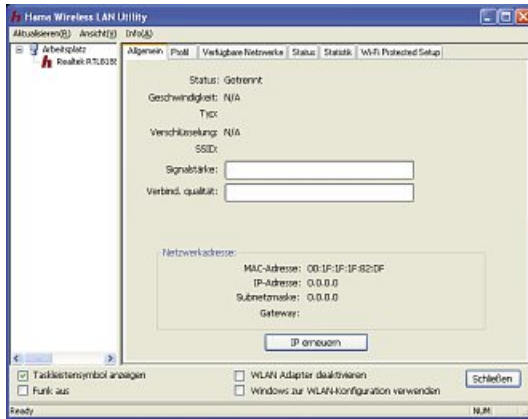 Hama Wireless LAN Utility
Aktualisieren(R) Ansicht(V) Info(A)
Arbeitsplatz
Realtek RTL8188
Allgemein Profil Verfügbare Netzwerke Status Statistik Wi-Fi Protected Setup
Status: Getrennt
Geschwindigkeit: N/A
Typ:
Verschlüsselung: N/A
SSID:
Signalstärke:
Verbind. qualität:
Netzwerkadresse:
MAC-Adresse: 00:1F:1F:1F:82:DF
IP-Adresse: 0.0.0.0
Subnetzmaske: 0.0.0.0
Gateway:
IP erneuern
Taskleistensymbol anzeigen
WLAN Adapter deaktivieren
Schließen
Funk aus
Windows zur WLAN-Konfiguration verwenden
Ready
NUM